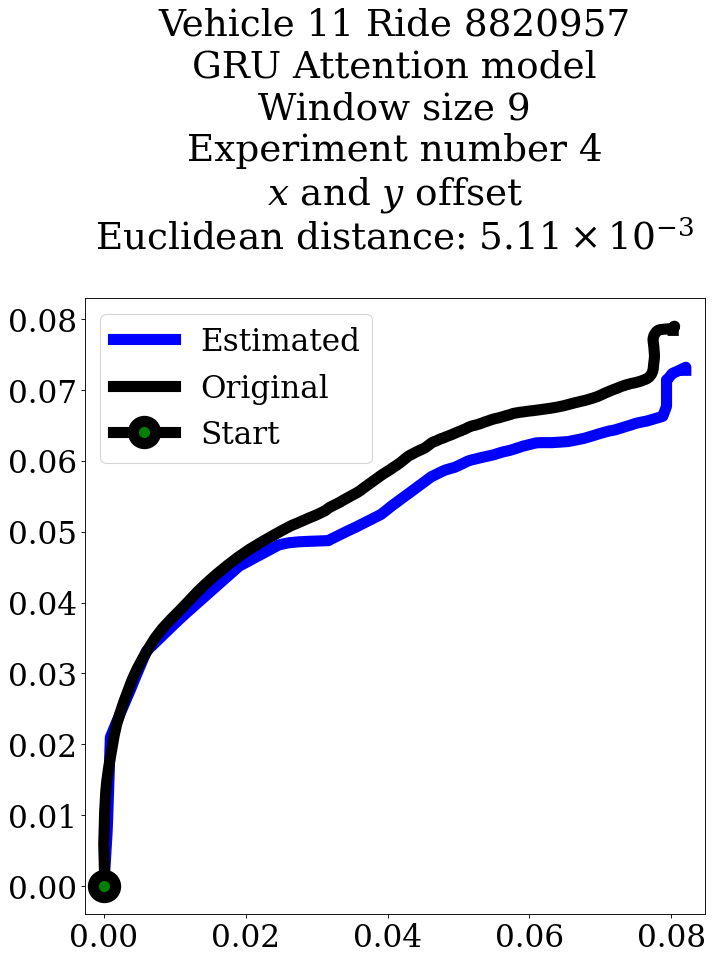 Vehicle 11 Ride 8820957
GRU Attention model
Window size 9
Experiment number 4
x and y offset
Euclidean distance: 5.11 × 10⁻³
Estimated
Original
Start
0.08
0.07
0.06
0.05
0.04
0.03
0.02
0.01
0.00
0.00 0.02 0.04 0.06 0.08